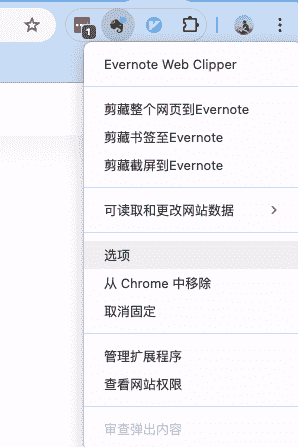 1
Evernote Web Clipper
剪藏整个网页到Evernote
剪藏书签至Evernote
剪藏截屏到Evernote
可读取和更改网站数据
选项
从 Chrome 中移除
取消固定
管理扩展程序
查看网站权限
审查弹出内容